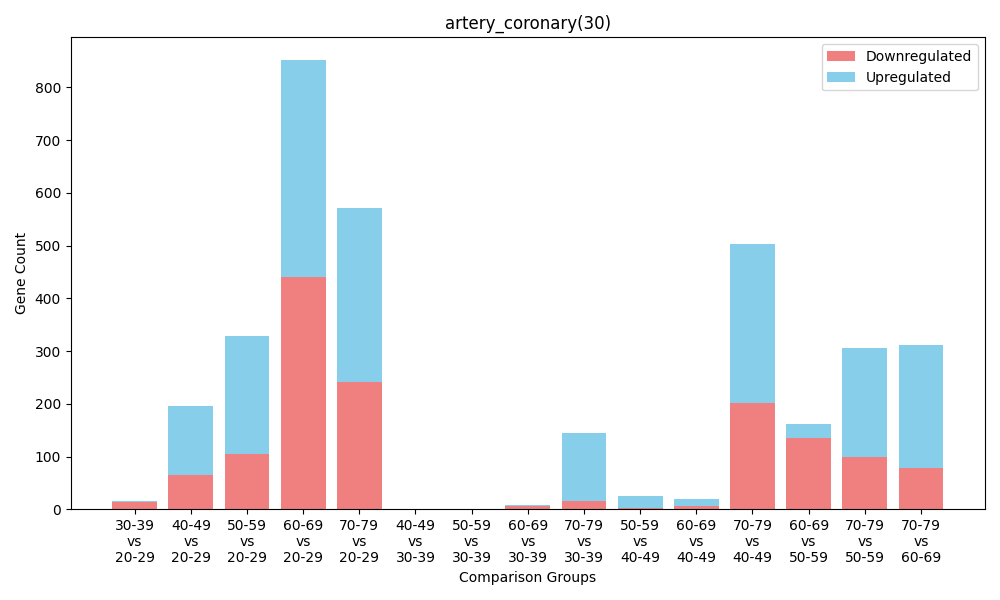 artery_coronary(30)
Downregulated
Upregulated
Gene Count
800
700
600
500
400
300
200
100
0
30-39 40-49 50-59 60-69 70-79 40-49 50-59 60-69 70-79 50-59 60-69 70-79 60-69 70-79 70-79
vs vs vs vs vs vs vs vs vs vs vs vs vs vs vs
20-29 20-29 20-29 20-29 20-29 30-39 30-39 30-39 30-39 40-49 40-49 40-49 50-59 50-59 60-69
Comparison Groups